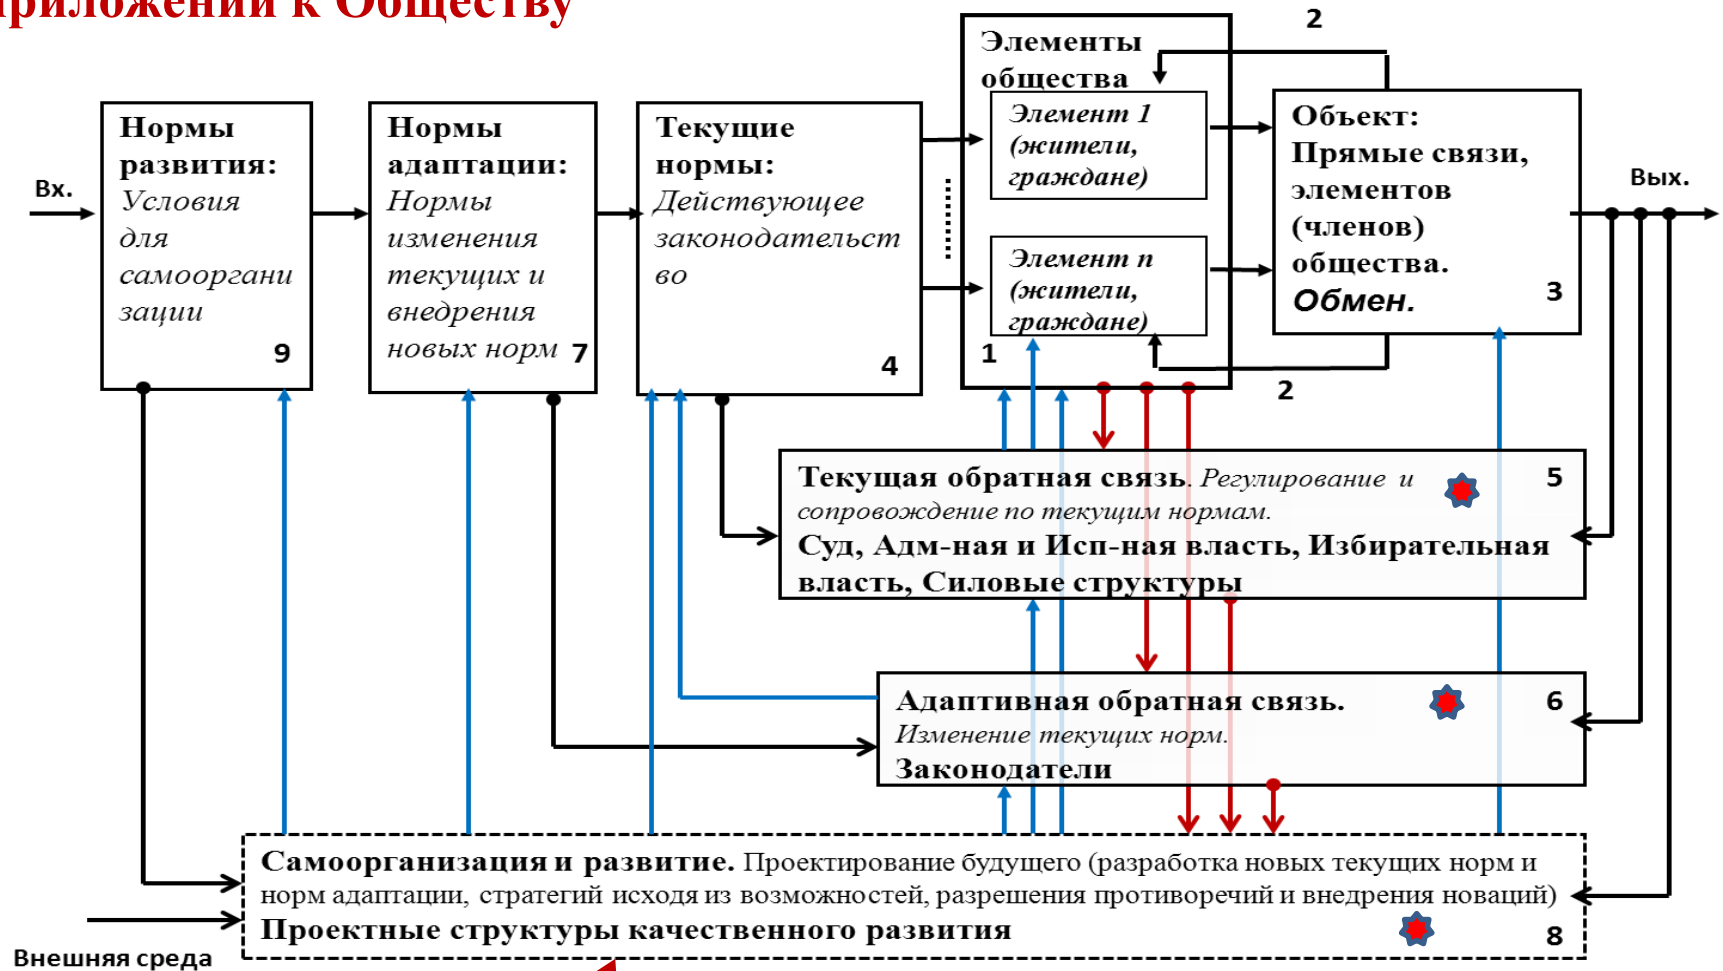 приложении к Обществу
2
Элементы
общества
Нормы
развития:
Условия
для
самооргани
зации
9
Нормы
адаптации:
Нормы
изменения
текущих и
внедрения
новых норм
7
Текущие
нормы:
Действующее
законодательст
во
4
Элемент 1
(жители,
граждане)
Элемент n
(жители,
граждане)
1
Объект:
Прямые связи,
элементов
(членов)
общества.
Обмен.
3
Вх.
Вых.
2
Текущая обратная связь. Регулирование и
сопровождение по текущим нормам.
Суд, Адм-ная и Исп-ная власть, Избирательная
власть, Силовые структуры
5
Адаптивная обратная связь.
Изменение текущих норм.
Законодатели
6
Самоорганизация и развитие. Проектирование будущего (разработка новых текущих норм и
норм адаптации, стратегий исходя из возможностей, разрешения противоречий и внедрения новаций)
Проектные структуры качественного развития
8
Внешняя среда